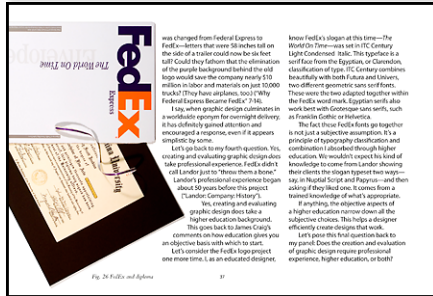 FedEx
Express
The World On Time
Envelope
was changed from Federal Express to
FedEx—letters that were 58 inches tall on
the side of a trailer could now be six feet
tall? Could they fathom that the elimination
of the purple background behind the old
logo would save the company nearly $10
million in labor and materials on just 10,000
trucks? (They have airplanes, too.) ("Why
Federal Express Became FedEx" 7-14).
I say, when graphic design culminates in
a worldwide eponym for overnight delivery,
it has definitely gained attention and
encouraged a response, even if it appears
simplistic by some.
Let's go back to my fourth question. Yes,
creating and evaluating graphic design does
take professional experience. FedEx didn't
call Landor just to "throw them a bone."
Landor's professional experience began
about 50 years before this project
("Landor: Company: History").
Yes, creating and evaluating
graphic design does take a
higher education background.
This goes back to James Craig's
comments on how education gives you
an objective basis with which to start.
Let's consider the FedEx logo project
one more time. I, as an educated designer,
know FedEx's slogan at this time—The
World On Time—was set in ITC Century
Light Condensed Italic. This typeface is a
serif face from the Egyptian, or Clarendon,
classification of type. ITC Century combines
beautifully with both Futura and Univers,
two different geometric sans serif fonts.
These were the two adapted together within
the FedEx word mark. Egyptian serifs also
work best with Grotesque sans serifs, such
as Franklin Gothic or Helvetica.
The fact these FedEx fonts go together
is not just a subjective assumption. It's a
principle of typography classification and
combination I absorbed through higher
education. We wouldn't expect his kind of
knowledge to come from Landor showing
their clients the slogan typeset two ways—
say, in Nuptial Script and Papyrus—and then
asking if they liked one. It comes from a
trained knowledge of what's appropriate.
If anything, the objective aspects of
a higher education narrow down all the
subjective choices. This helps a designer
efficiently create designs that work.
Let's pose this final question back to
my panel: Does the creation and evaluation
of graphic design require professional
experience, higher education, or both?
Fig. 26 FedEx and diploma
37